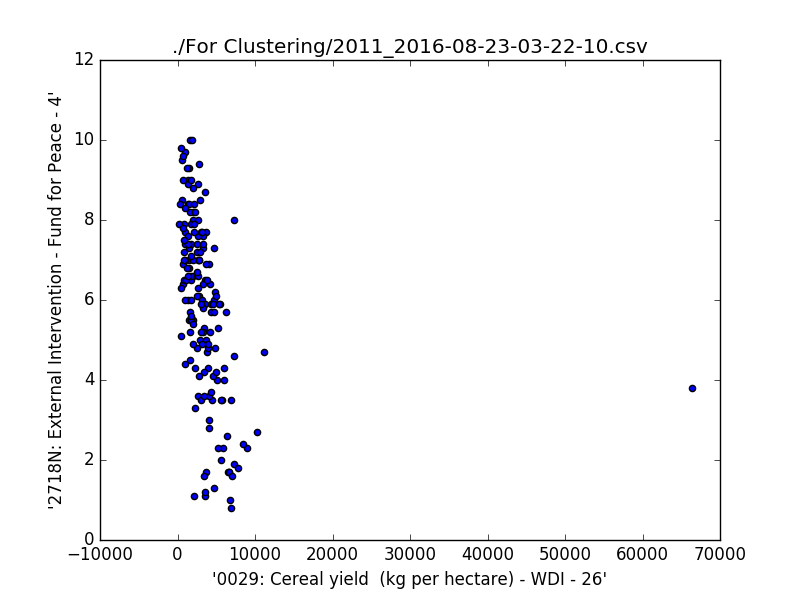 ./For Clustering/2011_2016-08-23-03-22-10.csv
'2718N: External Intervention - Fund for Peace - 4'
12
10
8
6
4
2
0
−10000 0 10000 20000 30000 40000 50000 60000 70000
'0029: Cereal yield  (kg per hectare) - WDI - 26'